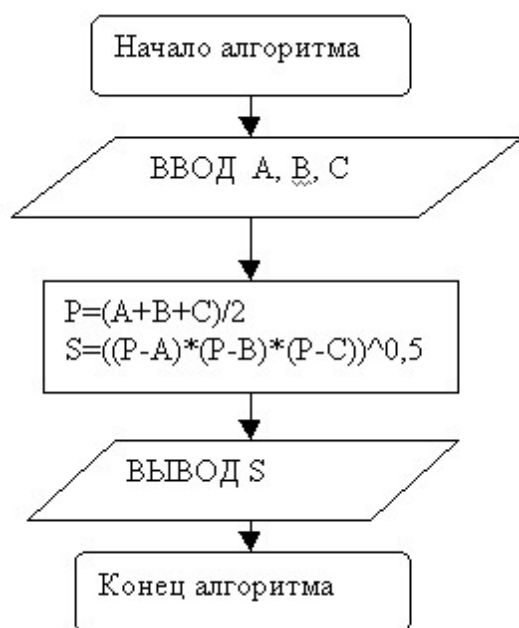 Начало алгоритма
ВВОД A, B, C
P=(A+B+C)/2
S=((P-A)*(P-B)*(P-C))^0,5
ВЫВОД S
Конец алгоритма